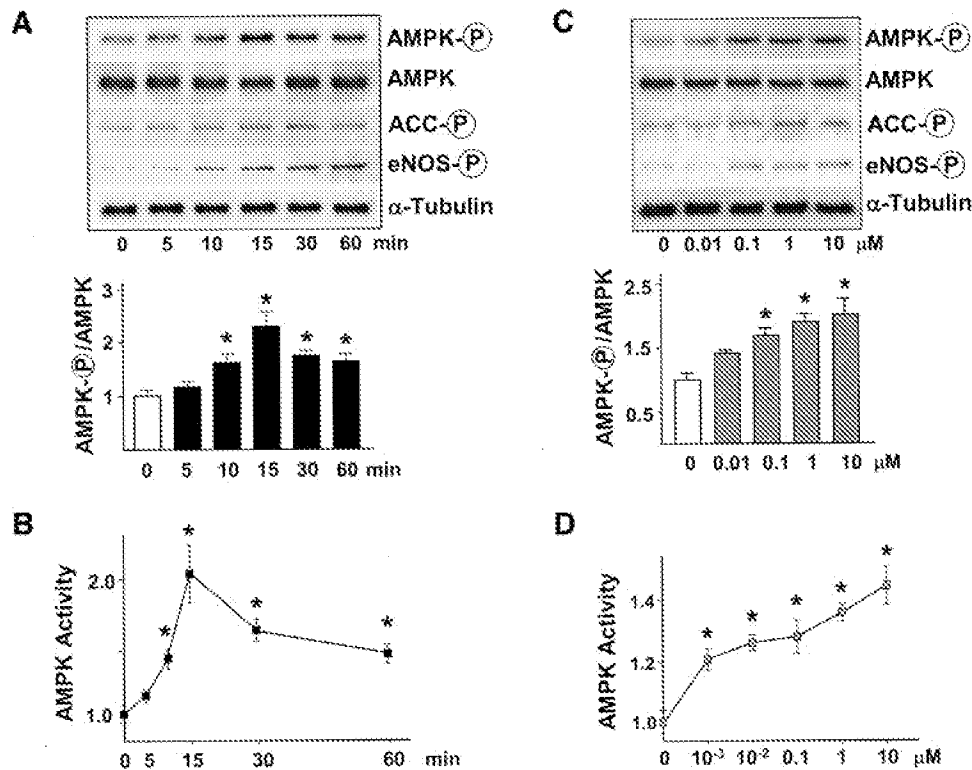 A
AMPK-Ⓟ
AMPK
ACC-Ⓟ
eNOS-Ⓟ
α-Tubulin
0 5 10 15 30 60 min
AMPK-Ⓟ/AMPK
3
2
1
* * * *
0 5 10 15 30 60 min
B
AMPK Activity
2.0
1.0
* * * *
0 5 15 30 60 min
C
AMPK-Ⓟ
AMPK
ACC-Ⓟ
eNOS-Ⓟ
α-Tubulin
0 0.01 0.1 1 10 μM
AMPK-Ⓟ/AMPK
2.5
1.5
0.5
* * *
0 0.01 0.1 1 10 μM
D
AMPK Activity
1.4
1.2
1.0
* * * * *
0 10⁻³ 10⁻² 0.1 1 10 μM